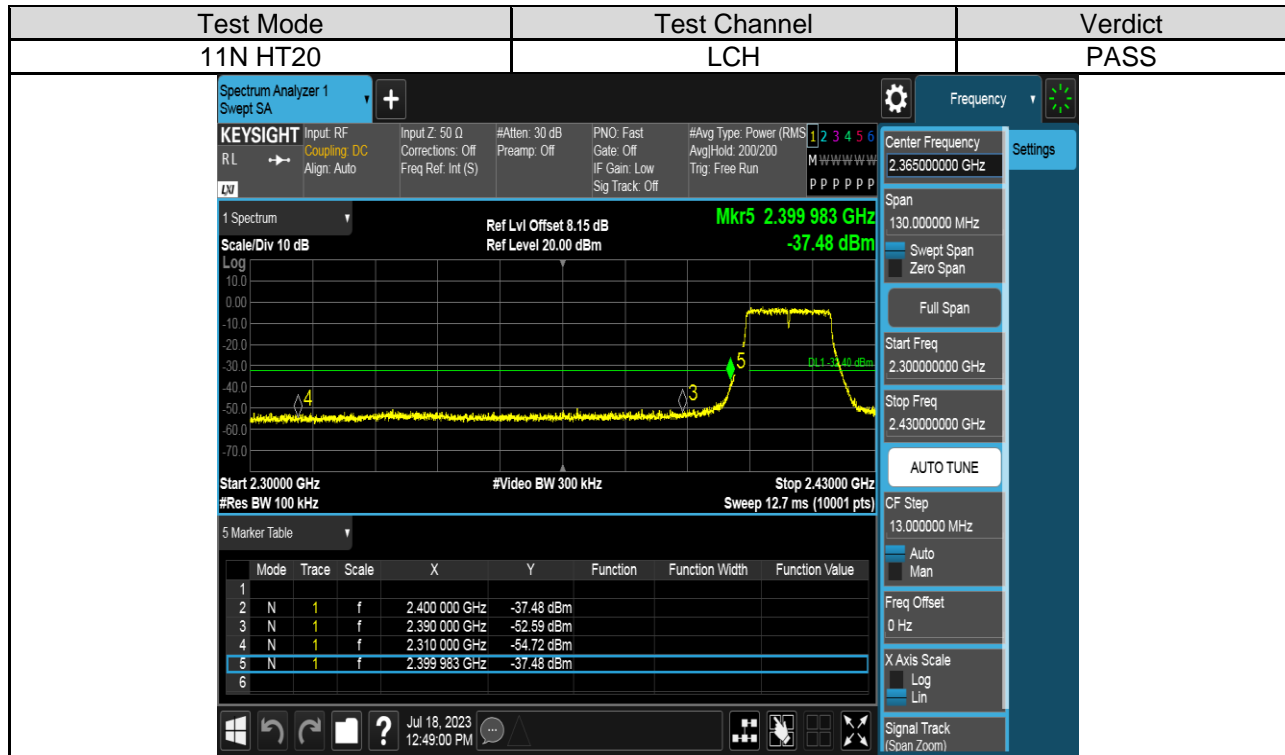 Test Mode Test Channel Verdict
11N HT20 LCH PASS
Spectrum Analyzer 1
Swept SA
Frequency
KEYSIGHT
RL
LXI
Input: RF
Coupling: DC
Align: Auto
Input Z: 50 Ω
Corrections: Off
Freq Ref: Int (S)
#Atten: 30 dB
Preamp: Off
PNO: Fast
Gate: Off
IF Gain: Low
Sig Track: Off
#Avg Type: Power (RMS
Avg|Hold: 200/200
Trig: Free Run
1 2 3 4 5 6
M W W W W W
P P P P P P
1 Spectrum
Scale/Div 10 dB
Ref Lvl Offset 8.15 dB
Ref Level 20.00 dBm
Mkr5 2.399 983 GHz
-37.48 dBm
Log
10.0
0.00
-10.0
-20.0
-30.0
-40.0
-50.0
-60.0
-70.0
4
3
5
DL1 -32.40 dBm
Start 2.30000 GHz
#Video BW 300 kHz
Stop 2.43000 GHz
#Res BW 100 kHz
Sweep 12.7 ms (10001 pts)
5 Marker Table
Mode Trace Scale X Y Function Function Width Function Value
1
2 N 1 f 2.400 000 GHz -37.48 dBm
3 N 1 f 2.390 000 GHz -52.59 dBm
4 N 1 f 2.310 000 GHz -54.72 dBm
5 N 1 f 2.399 983 GHz -37.48 dBm
6
Jul 18, 2023
12:49:00 PM
?
Settings
Center Frequency
2.365000000 GHz
Span
130.000000 MHz
Swept Span
Zero Span
Full Span
Start Freq
2.300000000 GHz
Stop Freq
2.430000000 GHz
AUTO TUNE
CF Step
13.000000 MHz
Auto
Man
Freq Offset
0 Hz
X Axis Scale
Log
Lin
Signal Track
(Span Zoom)